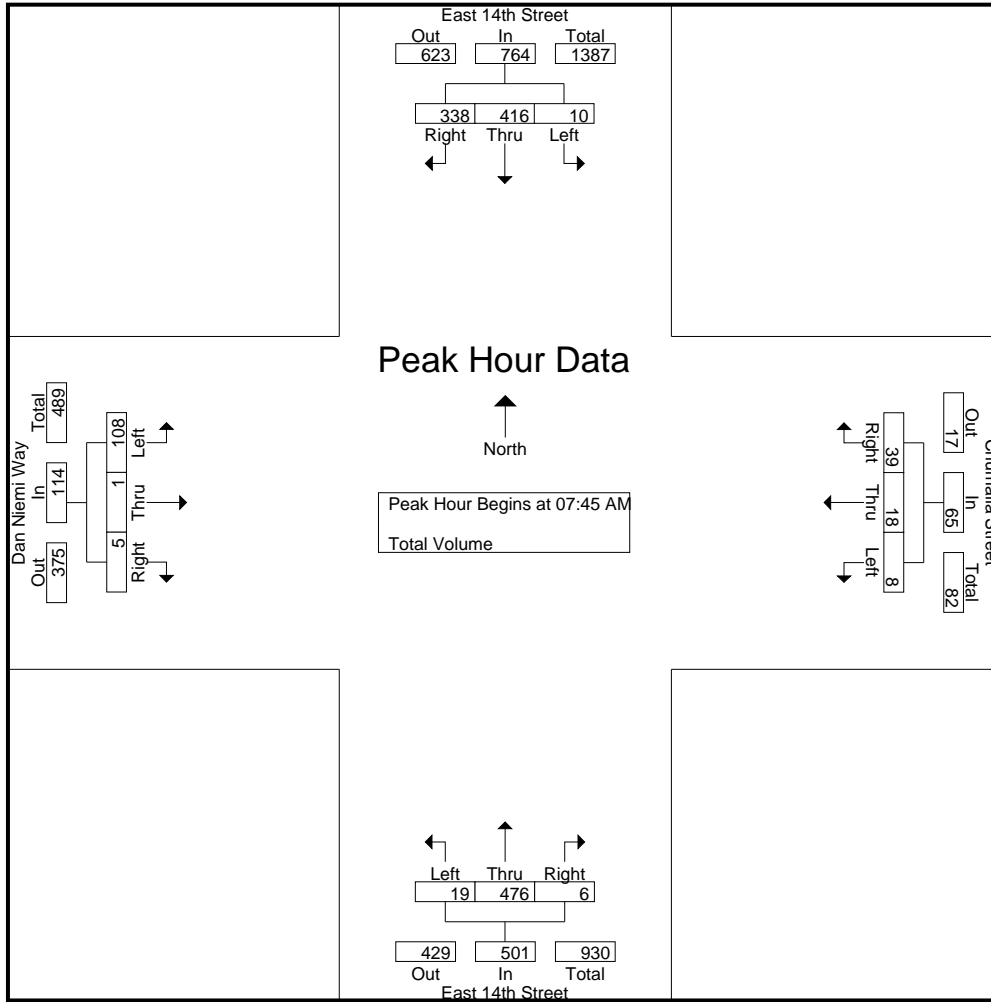 East 14th Street
Out In Total
623 764 1387
338 416 10
Right Thru Left
Peak Hour Data
North
Peak Hour Begins at 07:45 AM
Total Volume
Dan Niemi Way
Total In Out
489 114 375
108 1 5
Left Thru Right
Right Thru Left
39 18 8
Out In Total
17 65 82
Street
Left Thru Right
19 476 6
429 501 930
Out In Total
East 14th Street